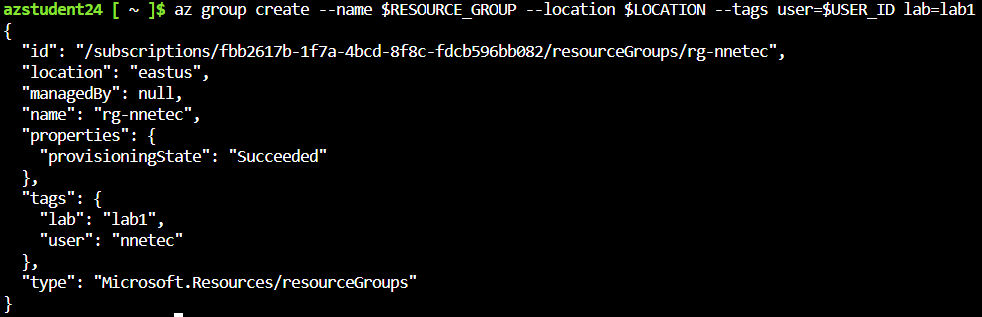 azstudent24 [ ~ ]$ az group create --name $RESOURCE_GROUP --location $LOCATION --tags user=$USER_ID lab=lab1
{
  "id": "/subscriptions/fbb2617b-1f7a-4bcd-8f8c-fdcb596bb082/resourceGroups/rg-nnetec",
  "location": "eastus",
  "managedBy": null,
  "name": "rg-nnetec",
  "properties": {
    "provisioningState": "Succeeded"
  },
  "tags": {
    "lab": "lab1",
    "user": "nnetec"
  },
  "type": "Microsoft.Resources/resourceGroups"
}